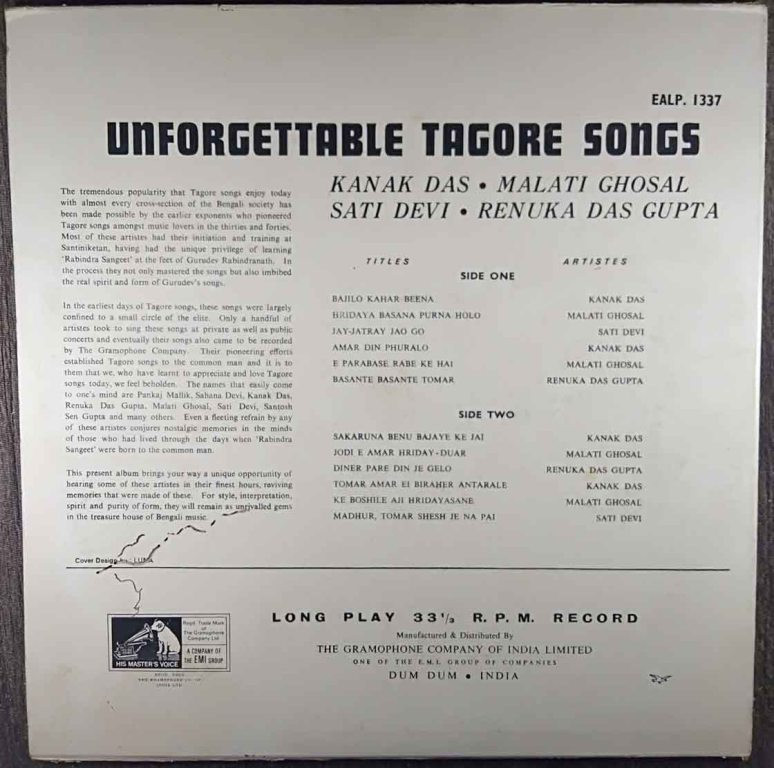 EALP. 1337
UNFORGETTABLE TAGORE SONGS
KANAK DAS • MALATI GHOSAL
SATI DEVI • RENUKA DAS GUPTA
The tremendous popularity that Tagore songs enjoy today
with almost every cross-section of the Bengali society has
been made possible by the earlier exponents who pioneered
Tagore songs amongst music lovers in the thirties and forties.
Most of these artistes had their initiation and training at
Santiniketan, having had the unique privilege of learning
'Rabindra Sangeet' at the feet of Gurudev Rabindranath. In
the process they not only mastered the songs but also imbibed
the real spirit and form of Gurudev's songs.
In the earliest days of Tagore songs, these songs were largely
confined to a small circle of the elite. Only a handful of
artistes took to sing these songs at private as well as public
concerts and eventually their songs also came to be recorded
by The Gramophone Company. Their pioneering efforts
established Tagore songs to the common man and it is to
them that we, who have learnt to appreciate and love Tagore
songs today, we feel beholden. The names that easily come
to one's mind are Pankaj Mallik, Sahana Devi, Kanak Das,
Renuka Das Gupta, Malati Ghosal, Sati Devi, Santosh
Sen Gupta and many others. Even a fleeting refrain by any
of these artistes conjures nostalgic memories in the minds
of those who had lived through the days when 'Rabindra
Sangeet' were born to the common man.
This present album brings your way a unique opportunity of
hearing some of these artistes in their finest hours, reviving
memories that were made of these. For style, interpretation,
spirit and purity of form, they will remain as unrivalled gems
in the treasure house of Bengali music.
Cover Design by: LUMA
TITLES ARTISTES
SIDE ONE
BAJILO KAHAR BEENA KANAK DAS
HRIDAYA BASANA PURNA HOLO MALATI GHOSAL
JAY-JATRAY JAO GO SATI DEVI
AMAR DIN PHURALO KANAK DAS
E PARABASE RABE KE HAI MALATI GHOSAL
BASANTE BASANTE TOMAR RENUKA DAS GUPTA
SIDE TWO
SAKARUNA BENU BAJAYE KE JAI KANAK DAS
JODI E AMAR HRIDAY-DUAR MALATI GHOSAL
DINER PARE DIN JE GELO RENUKA DAS GUPTA
TOMAR AMAR EI BIRAHER ANTARALE KANAK DAS
KE BOSHILE AJI HRIDAYASANE MALATI GHOSAL
MADHUR, TOMAR SHESH JE NA PAI SATI DEVI
HIS MASTER'S VOICE
Regd. Trade Mark
of
The Gramophone
Company Ltd
A COMPANY OF
THE EMI GROUP
LONG PLAY 33 1/3 R. P. M. RECORD
Manufactured & Distributed By
THE GRAMOPHONE COMPANY OF INDIA LIMITED
ONE OF THE E.M.I. GROUP OF COMPANIES
DUM DUM • INDIA